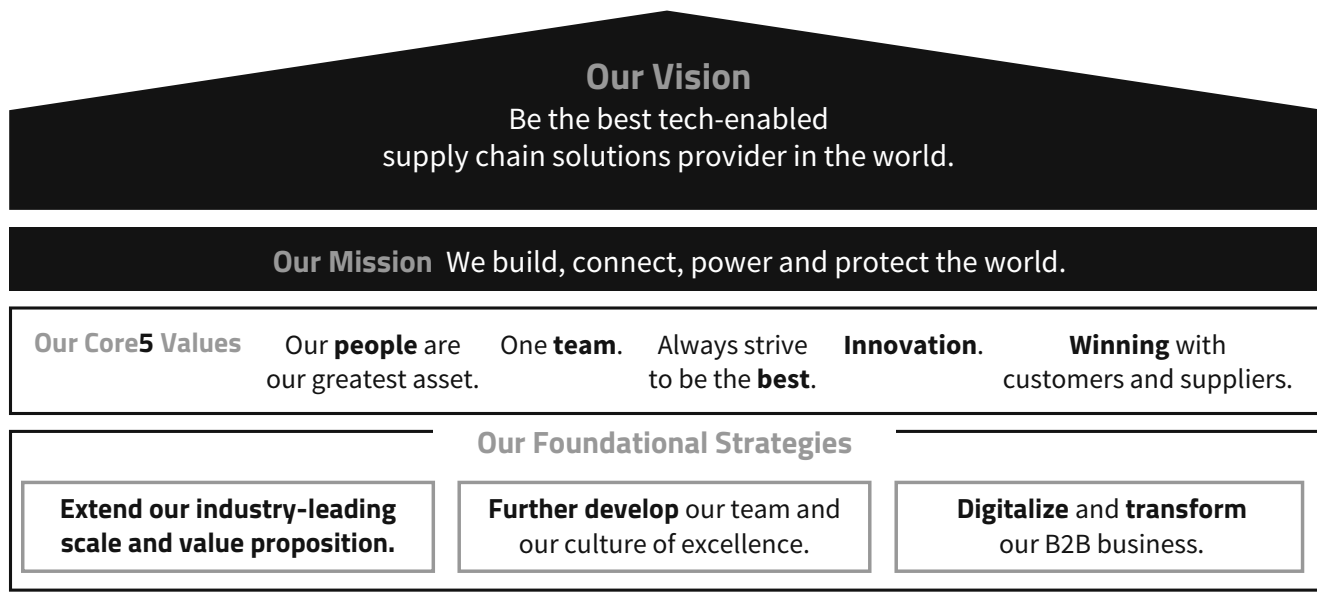 Our Vision
Be the best tech-enabled
supply chain solutions provider in the world.
Our Mission We build, connect, power and protect the world.
Our Core5 Values
Our people are
our greatest asset.
One team.
Always strive
to be the best.
Innovation.
Winning with
customers and suppliers.
Our Foundational Strategies
Extend our industry-leading
scale and value proposition.
Further develop our team and
our culture of excellence.
Digitalize and transform
our B2B business.